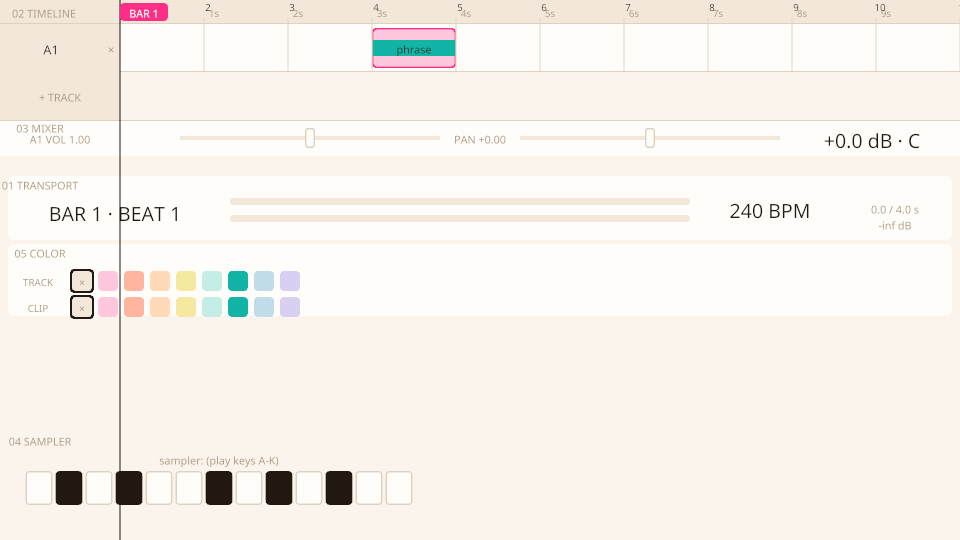 02 TIMELINE BAR 1 2 1s 3 2s 4 3s 5 4s 6 5s 7 6s 8 7s 9 8s 10 9s
A1 × phrase
+ TRACK
03 MIXER
A1 VOL 1.00 PAN +0.00 +0.0 dB · C
01 TRANSPORT
BAR 1 · BEAT 1 240 BPM 0.0 / 4.0 s
-inf dB
05 COLOR
TRACK ×
CLIP ×
04 SAMPLER
sampler: (play keys A-K)